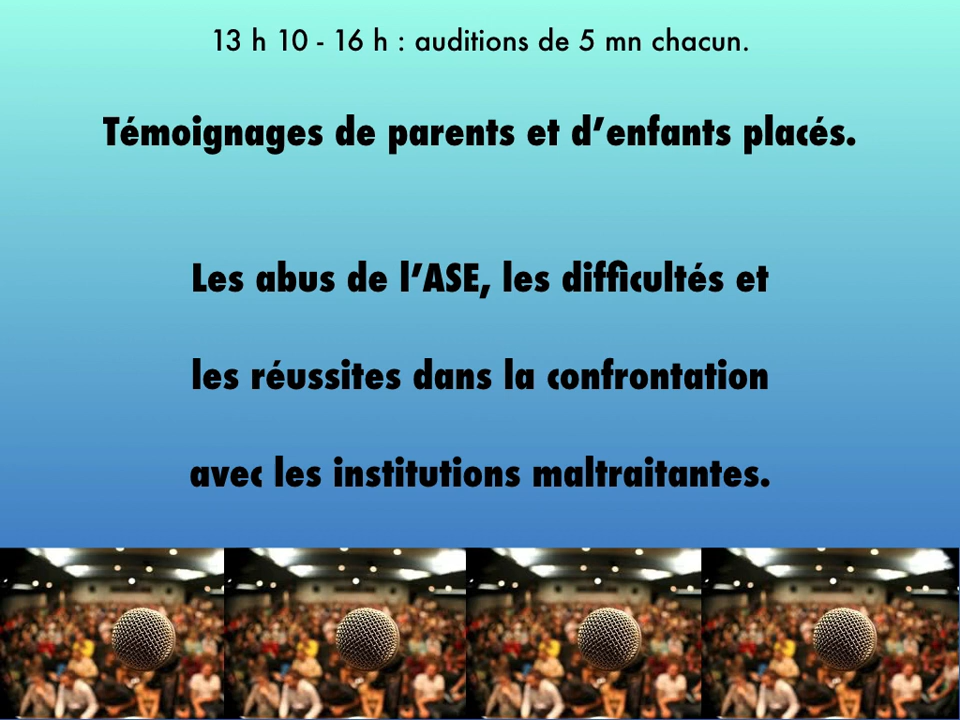 13 h 10 - 16 h : auditions de 5 mn chacun.
Témoignages de parents et d’enfants placés.
Les abus de l’ASE, les difficultés et
les réussites dans la confrontation
avec les institutions maltraitantes.